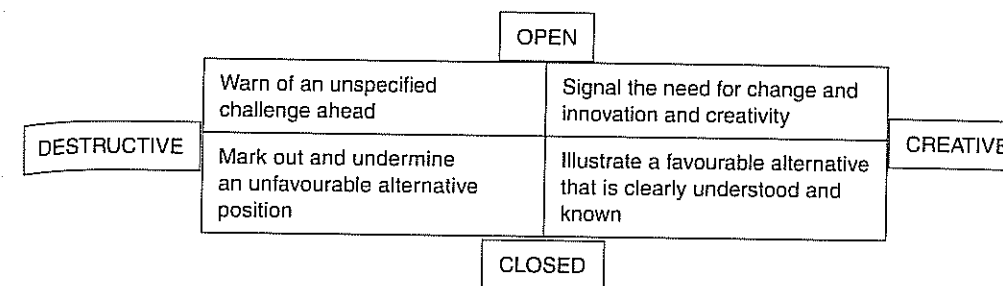 OPEN
Warn of an unspecified
challenge ahead
Signal the need for change and
innovation and creativity
DESTRUCTIVE
CREATIVE
Mark out and undermine
an unfavourable alternative
position
Illustrate a favourable alternative
that is clearly understood and
known
CLOSED